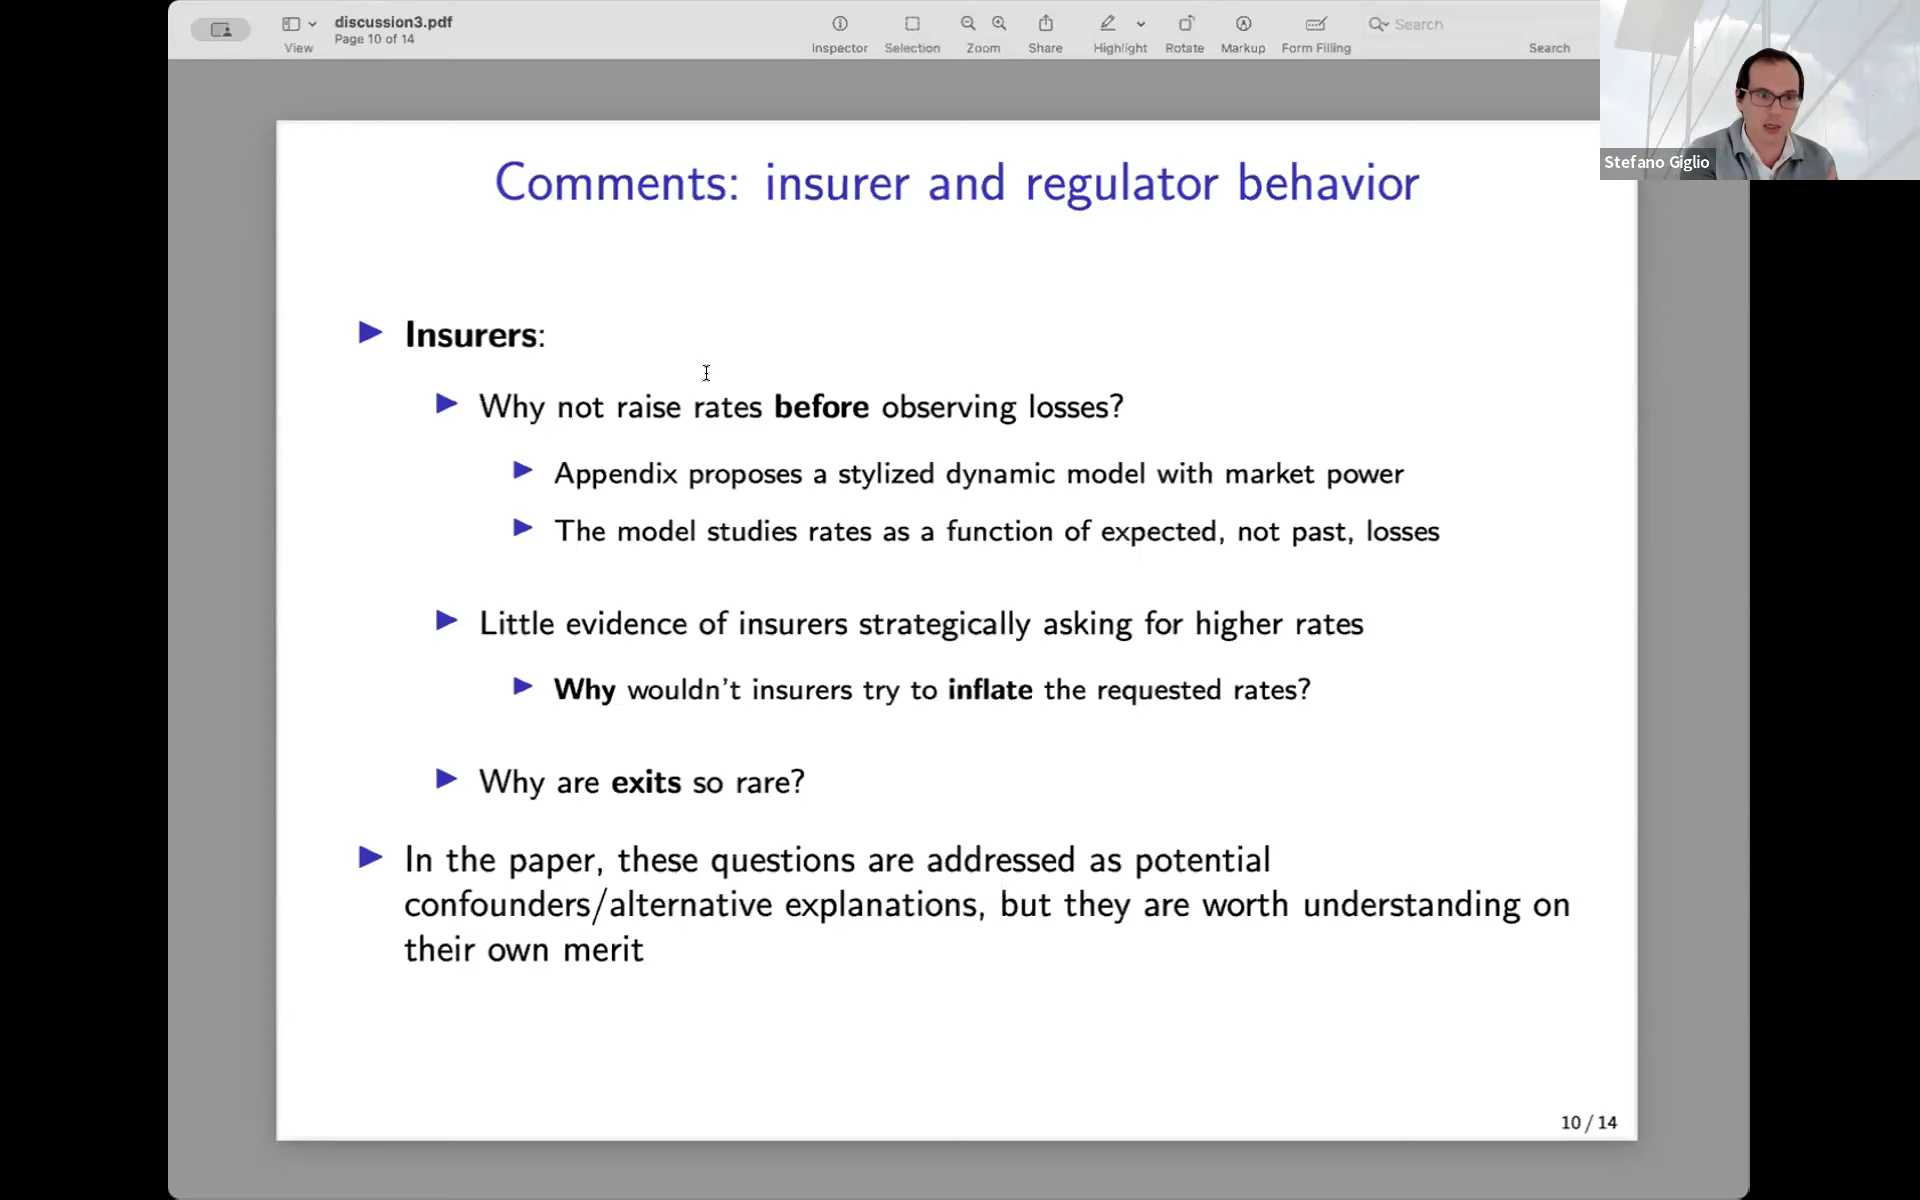 discussion3.pdf
Page 10 of 14
View
Inspector
Selection
Zoom
Share
Highlight
Rotate
Markup
Form Filling
Search
Search
Stefano Giglio
Comments: insurer and regulator behavior
Insurers:
Why not raise rates before observing losses?
Appendix proposes a stylized dynamic model with market power
The model studies rates as a function of expected, not past, losses
Little evidence of insurers strategically asking for higher rates
Why wouldn't insurers try to inflate the requested rates?
Why are exits so rare?
In the paper, these questions are addressed as potential
confounders/alternative explanations, but they are worth understanding on
their own merit
10 / 14